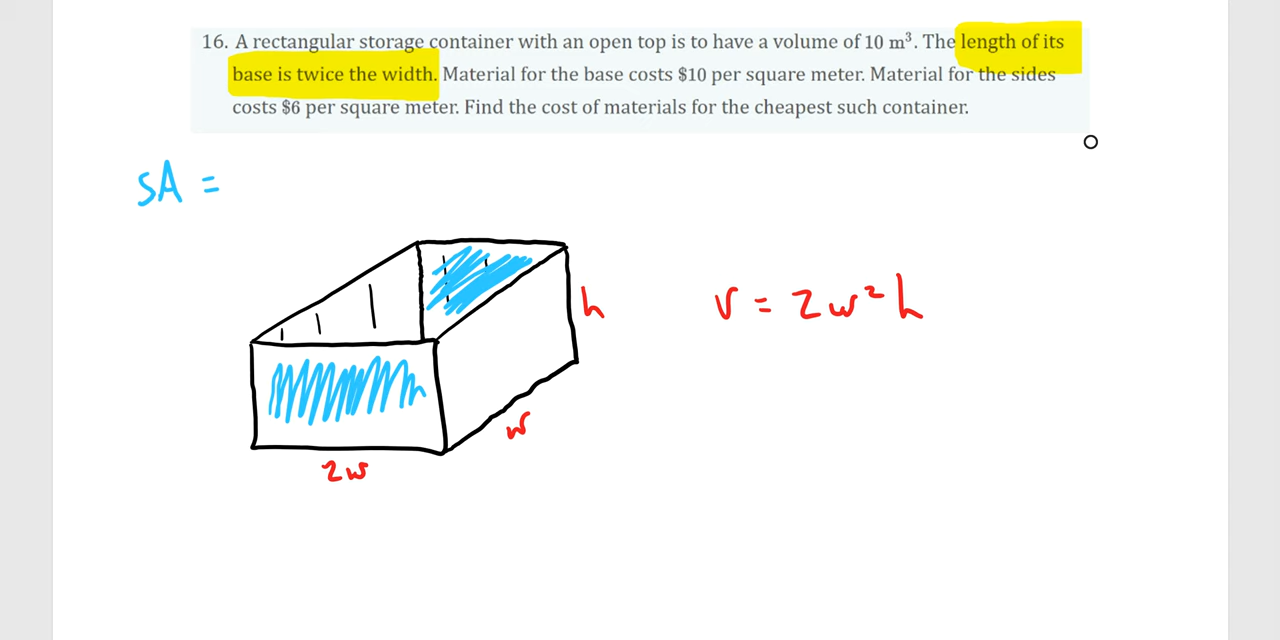 16. A rectangular storage container with an open top is to have a volume of 10 m³. The length of its
base is twice the width. Material for the base costs $10 per square meter. Material for the sides
costs $6 per square meter. Find the cost of materials for the cheapest such container.
SA =
h
V = 2w²h
w
2w